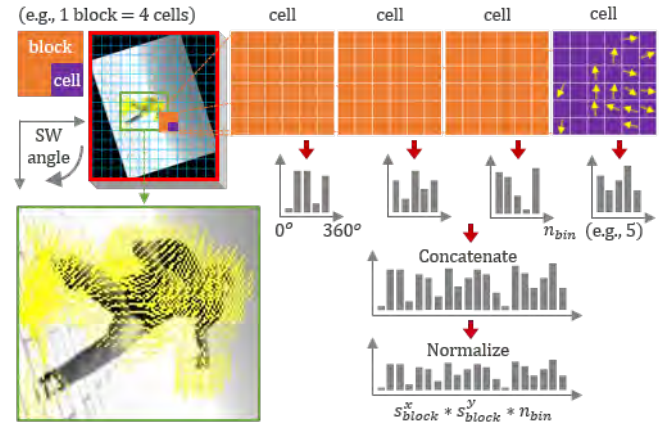 (e.g., 1 block = 4 cells)
cell
cell
cell
cell
block
cell
SW
angle
0° 360°
n_bin (e.g., 5)
Concatenate
Normalize
s^x_block * s^y_block * n_bin